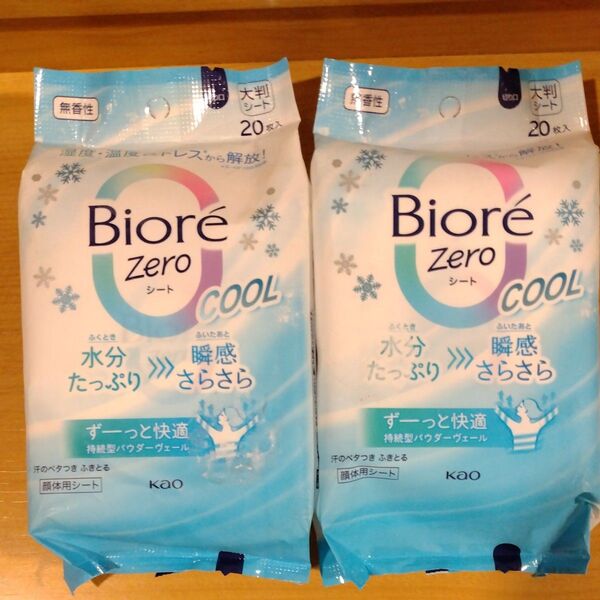 無香性
大判
シート
20枚入
湿度・温度のストレスから解放!
Bioré
zero
シート
COOL
ふくとき
水分
たっぷり
>>>
ふいたあと
瞬感
さらさら
ずーっと快適
持続型パウダーヴェール
汗のベタつき ふきとる
顔体用シート
Kao
無香性
大判
シート
20枚入
から解放!
Bioré
zero
シート
COOL
ふくとき
水分
たっぷり
>>>
ふいたあと
瞬感
さらさら
ずーっと快適
持続型パウダーヴェール
汗のベタつき ふきとる
顔体用シート
Kao